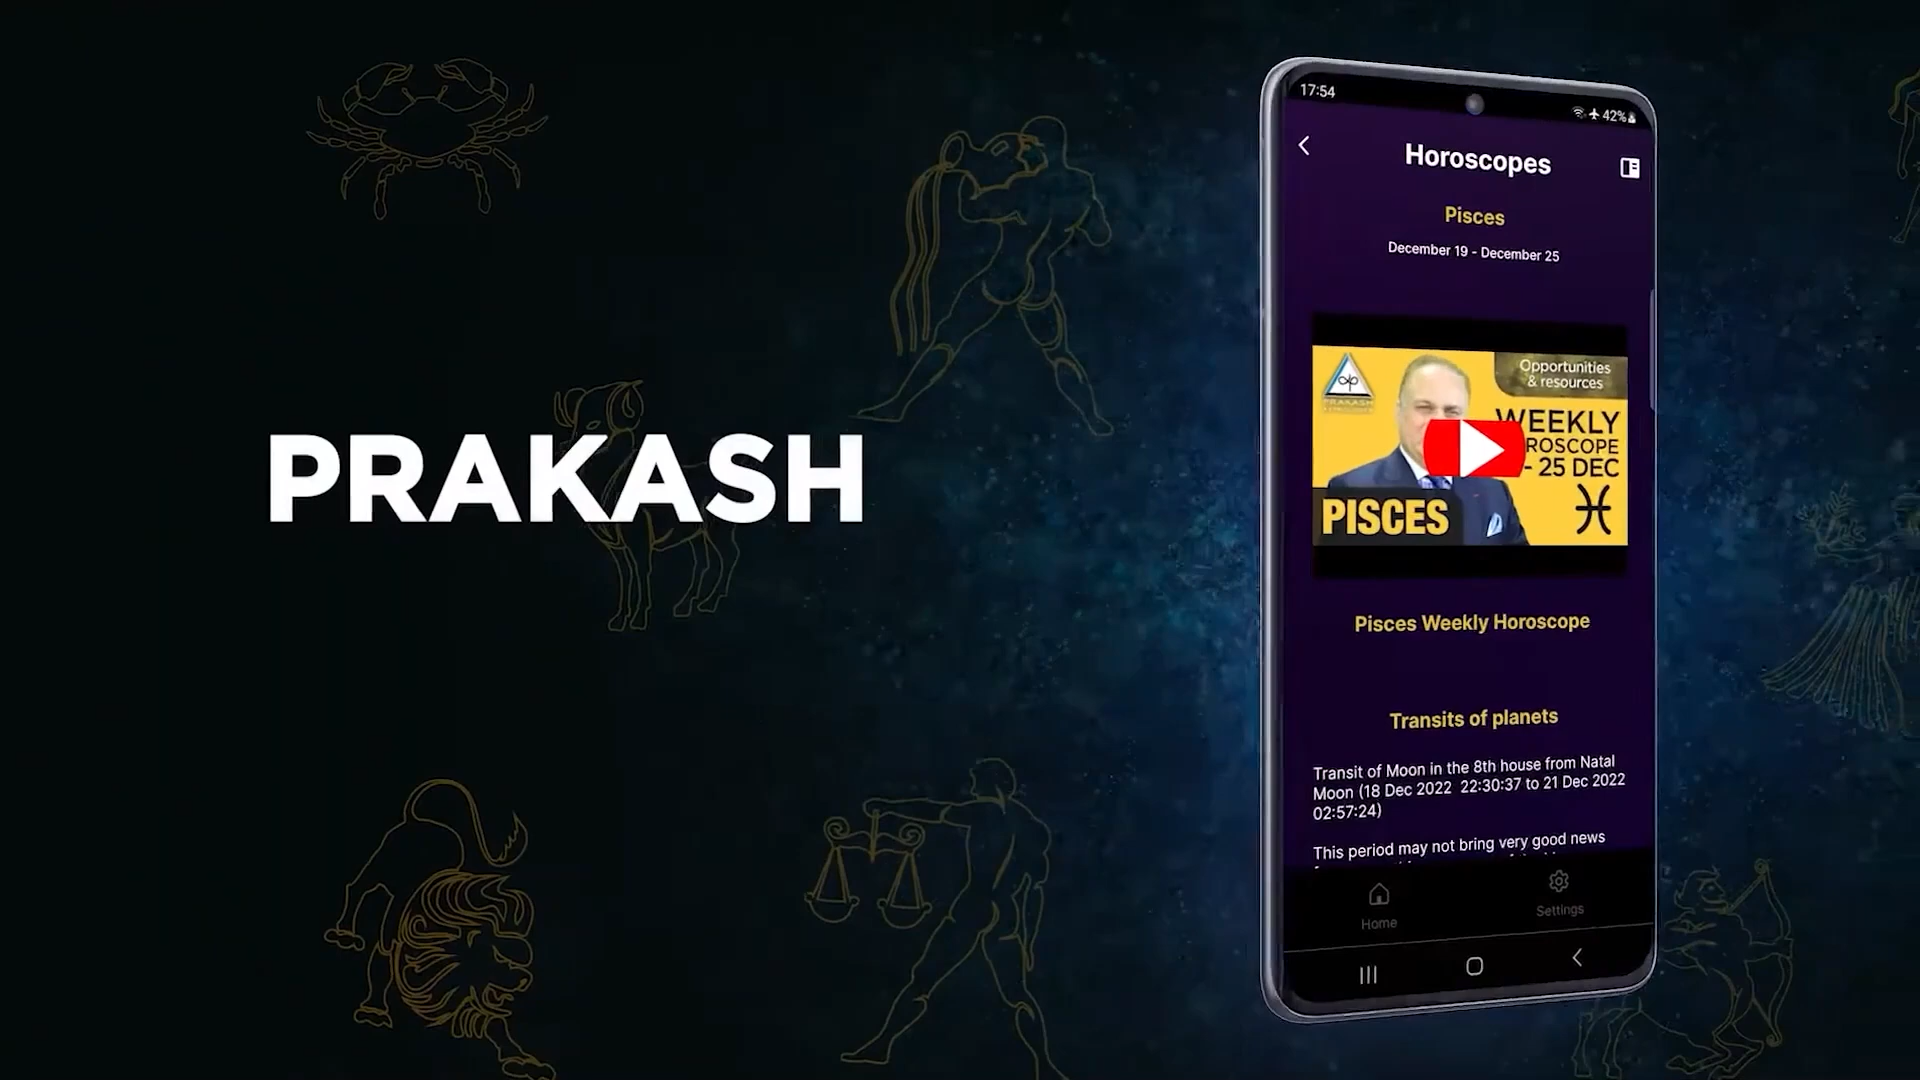 PRAKASH
17:54
42%
Horoscopes
Pisces
December 19 - December 25
PRAKASH
Opportunities
& resources
WEEKLY
ROSCOPE
- 25 DEC
PISCES
Pisces Weekly Horoscope
Transits of planets
Transit of Moon in the 8th house from Natal
Moon (18 Dec 2022 22:30:37 to 21 Dec 2022
02:57:24)
This period may not bring very good news
Home
Settings